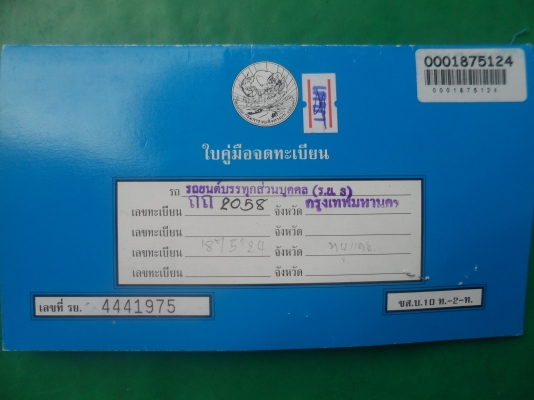 0001875124
0001875124
ใบคู่มือจดทะเบียน
รถ รถยนต์บรรทุกส่วนบุคคล (ร.ย. 3)
เลขทะเบียน ถถ 2058 จังหวัด กรุงเทพมหานคร
เลขทะเบียน จังหวัด
เลขทะเบียน จังหวัด
เลขทะเบียน จังหวัด
เลขที่ รย. 4441975
ขส.บ.10 ท.-2-ท.